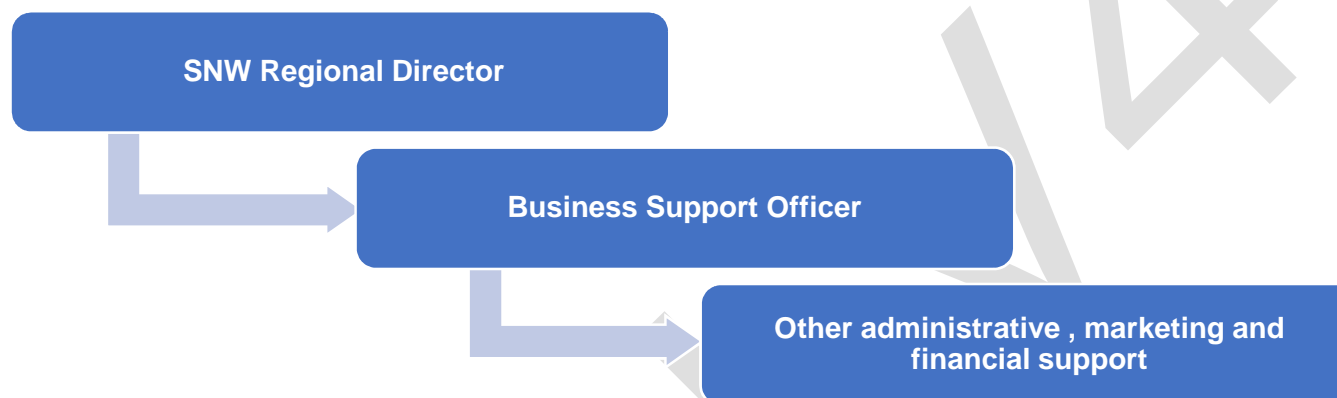 SNW Regional Director
Business Support Officer
Other administrative , marketing and
financial support